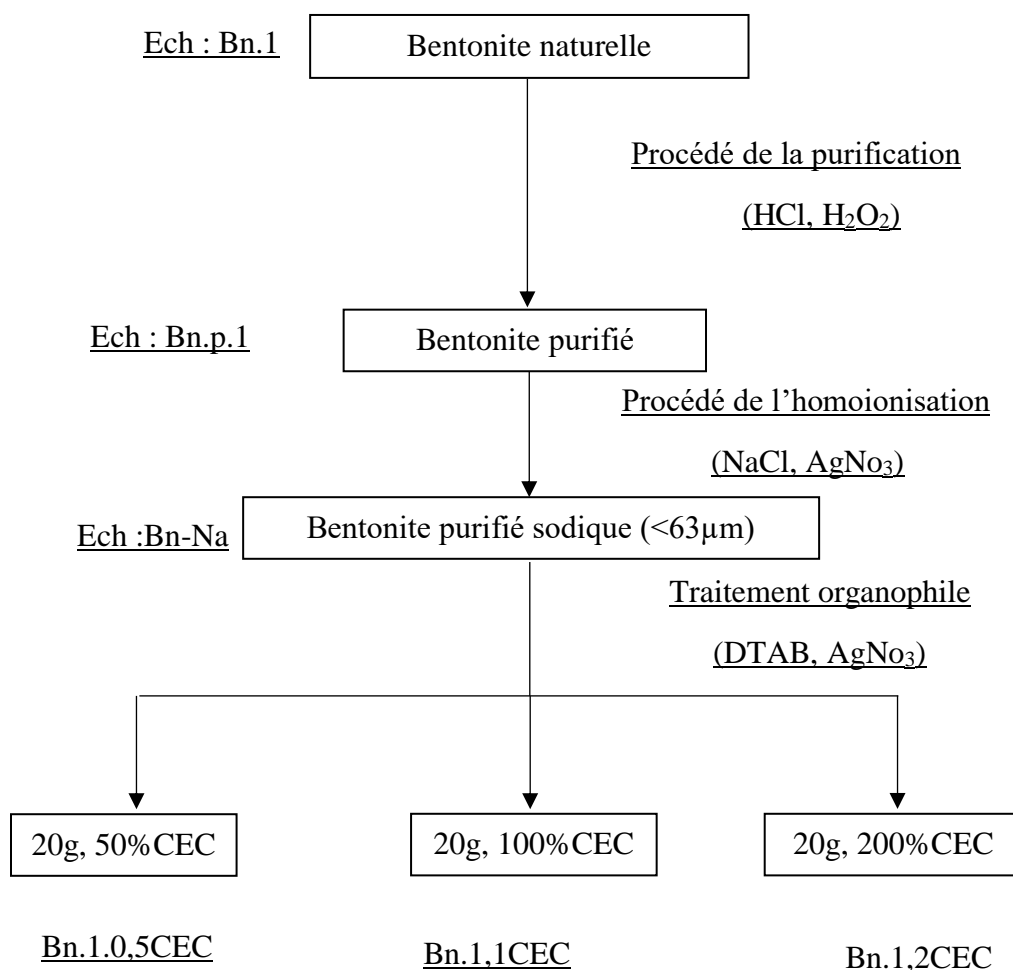 Ech : Bn.1
Bentonite naturelle
Procédé de la purification
(HCl, H₂O₂)
Ech : Bn.p.1
Bentonite purifié
Procédé de l’homoionisation
(NaCl, AgNo₃)
Ech :Bn-Na
Bentonite purifié sodique (<63µm)
Traitement organophile
(DTAB, AgNo₃)
20g, 50%CEC
20g, 100%CEC
20g, 200%CEC
Bn.1.0,5CEC
Bn.1,1CEC
Bn.1,2CEC